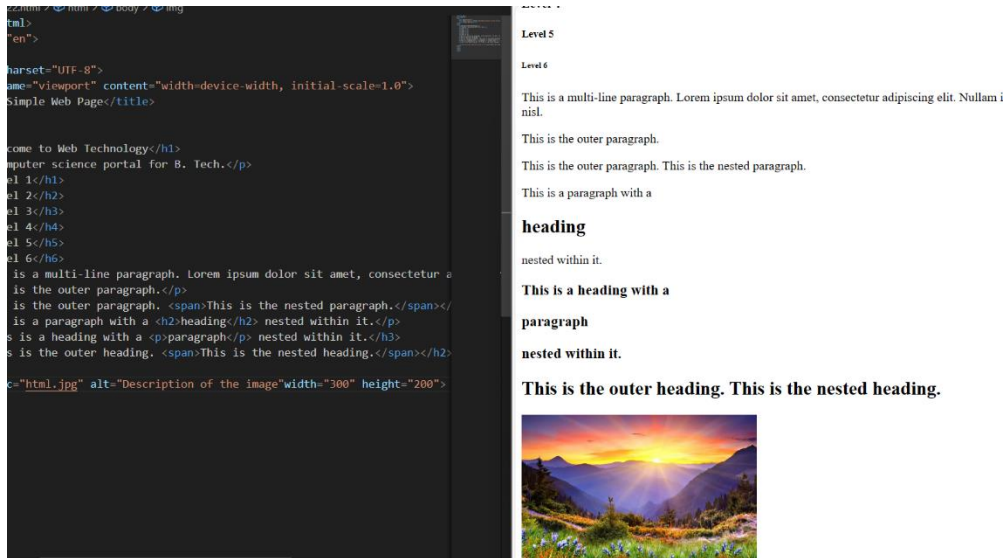 22.html > html > body > img
tml>
"en">
harset="UTF-8">
ame="viewport" content="width=device-width, initial-scale=1.0">
Simple Web Page</title>
come to Web Technology</h1>
mputer science portal for B. Tech.</p>
el 1</h1>
el 2</h2>
el 3</h3>
el 4</h4>
el 5</h5>
el 6</h6>
is a multi-line paragraph. Lorem ipsum dolor sit amet, consectetur a
is the outer paragraph.</p>
is the outer paragraph. <span>This is the nested paragraph.</span></
is a paragraph with a <h2>heading</h2> nested within it.</p>
s is a heading with a <p>paragraph</p> nested within it.</h3>
s is the outer heading. <span>This is the nested heading.</span></h2>
c="html.jpg" alt="Description of the image"width="300" height="200">
Level 5
Level 6
This is a multi-line paragraph. Lorem ipsum dolor sit amet, consectetur adipiscing elit. Nullam i
nisl.
This is the outer paragraph.
This is the outer paragraph. This is the nested paragraph.
This is a paragraph with a
heading
nested within it.
This is a heading with a
paragraph
nested within it.
This is the outer heading. This is the nested heading.